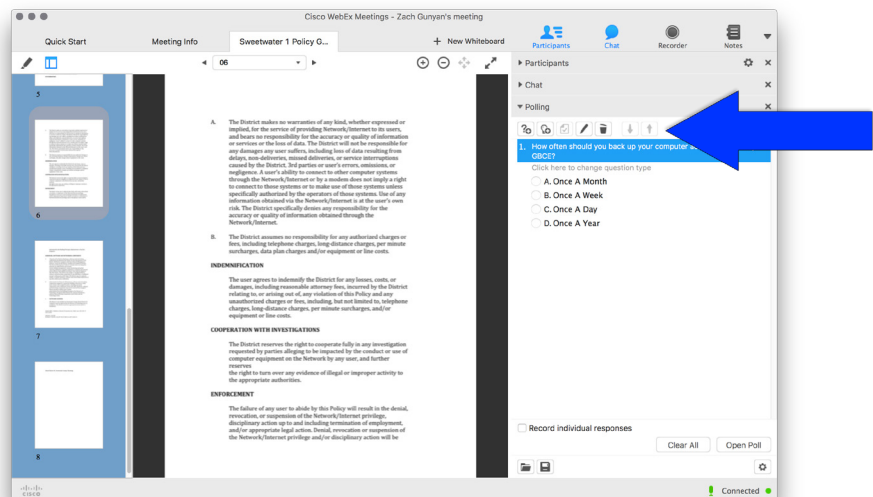 Cisco WebEx Meetings - Zach Gunyan's meeting
Quick Start
Meeting Info
Sweetwater 1 Policy G...
+ New Whiteboard
Participants
Chat
Recorder
Notes
06
5
6
7
8
A. The District makes no warranties of any kind, whether expressed or
implied, for the service of providing Network/Internet to its users,
and bears no responsibility for the accuracy or quality of information
or services or the loss of data. The District will not be responsible for
any damages any user suffers, including loss of data resulting from
delays, non-deliveries, missed deliveries, or service interruptions
caused by the District, 3rd parties or user's errors, omissions, or
negligence. A user's ability to connect to other computer systems
through the Network/Internet or by a modem does not imply a right
to connect to those systems or to make use of those systems unless
specifically authorized by the operators of those systems. Use of any
information obtained via the Network/Internet is at the user's own
risk. The District specifically denies any responsibility for the
accuracy or quality of information obtained through the
Network/Internet.
B. The District assumes no responsibility for any authorized charges or
fees, including telephone charges, long-distance charges, per minute
surcharges, data plan charges and/or equipment or line costs.
INDEMNIFICATION
The user agrees to indemnify the District for any losses, costs, or
damages, including reasonable attorney fees, incurred by the District
relating to, or arising out of, any violation of this Policy and any
unauthorized charges or fees, including, but not limited to, telephone
charges, long-distance charges, per minute surcharges, and/or
equipment or line costs.
COOPERATION WITH INVESTIGATIONS
The District reserves the right to cooperate fully in any investigation
requested by parties alleging to be impacted by the conduct or use of
computer equipment on the Network by any user, and further
reserves
the right to turn over any evidence of illegal or improper activity to
the appropriate authorities.
ENFORCEMENT
The failure of any user to abide by this Policy will result in the denial,
revocation, or suspension of the Network/Internet privilege,
disciplinary action up to and including termination of employment,
and/or appropriate legal action. Denial, revocation or suspension of
the Network/Internet privilege and/or disciplinary action will be
Participants
Chat
Polling
1. How often should you back up your computer
GBCE?
Click here to change question type
A. Once A Month
B. Once A Week
C. Once A Day
D. Once A Year
Record individual responses
Clear All
Open Poll
CISCO
Connected